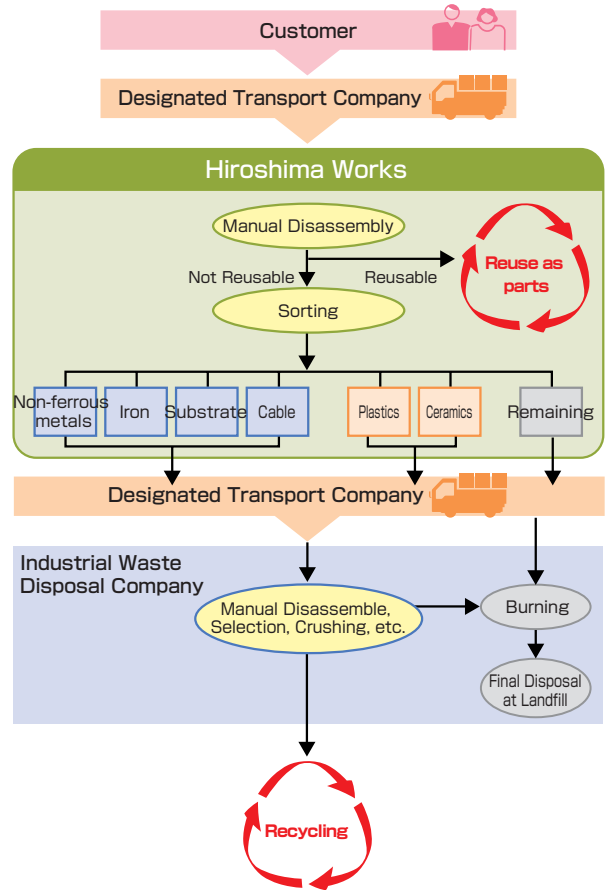 Customer
Designated Transport Company
Hiroshima Works
Manual Disassembly
Not Reusable
Reusable
Reuse as
parts
Sorting
Non-ferrous
metals
Iron
Substrate
Cable
Plastics
Ceramics
Remaining
Designated Transport Company
Industrial Waste
Disposal Company
Manual Disassemble,
Selection, Crushing, etc.
Burning
Final Disposal
at Landfill
Recycling